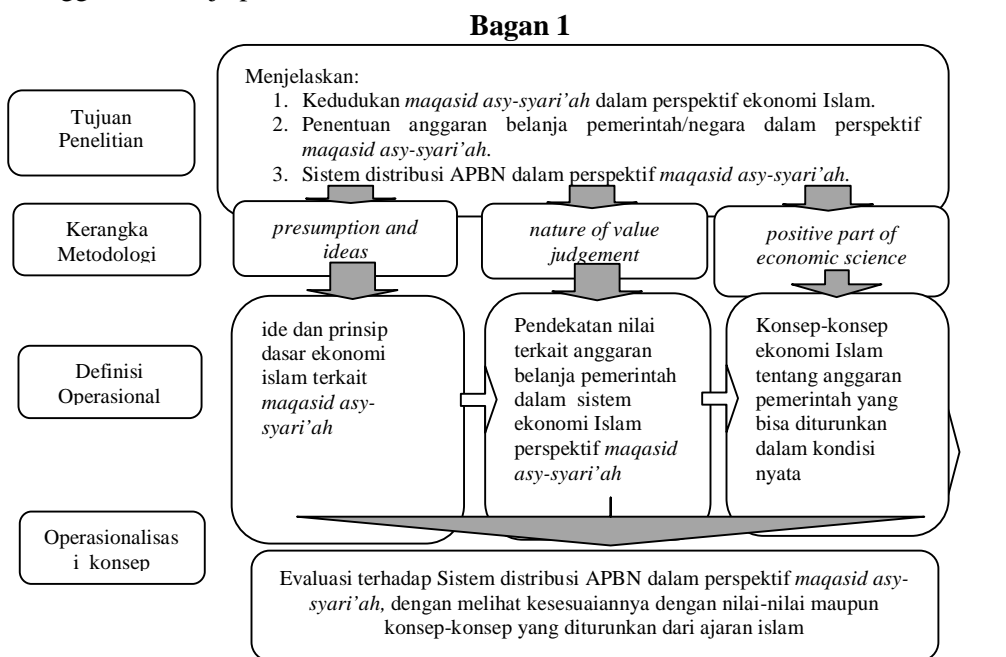 Bagan 1
Tujuan
Penelitian
Menjelaskan:
1. Kedudukan maqasid asy-syari'ah dalam perspektif ekonomi Islam.
2. Penentuan anggaran belanja pemerintah/negara dalam perspektif
maqasid asy-syari'ah.
3. Sistem distribusi APBN dalam perspektif maqasid asy-syari'ah.
Kerangka
Metodologi
presumption and
ideas
nature of value
judgement
positive part of
economic science
Definisi
Operasional
ide dan prinsip
dasar ekonomi
islam terkait
maqasid asy-
syari'ah
Pendekatan nilai
terkait anggaran
belanja pemerintah
dalam sistem
ekonomi Islam
perspektif maqasid
asy-syari'ah
Konsep-konsep
ekonomi Islam
tentang anggaran
pemerintah yang
bisa diturunkan
dalam kondisi
nyata
Operasionalisas
i konsep
Evaluasi terhadap Sistem distribusi APBN dalam perspektif maqasid asy-
syari'ah, dengan melihat kesesuaiannya dengan nilai-nilai maupun
konsep-konsep yang diturunkan dari ajaran islam